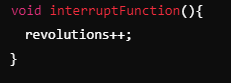 void interruptFunction(){
  revolutions++;
}